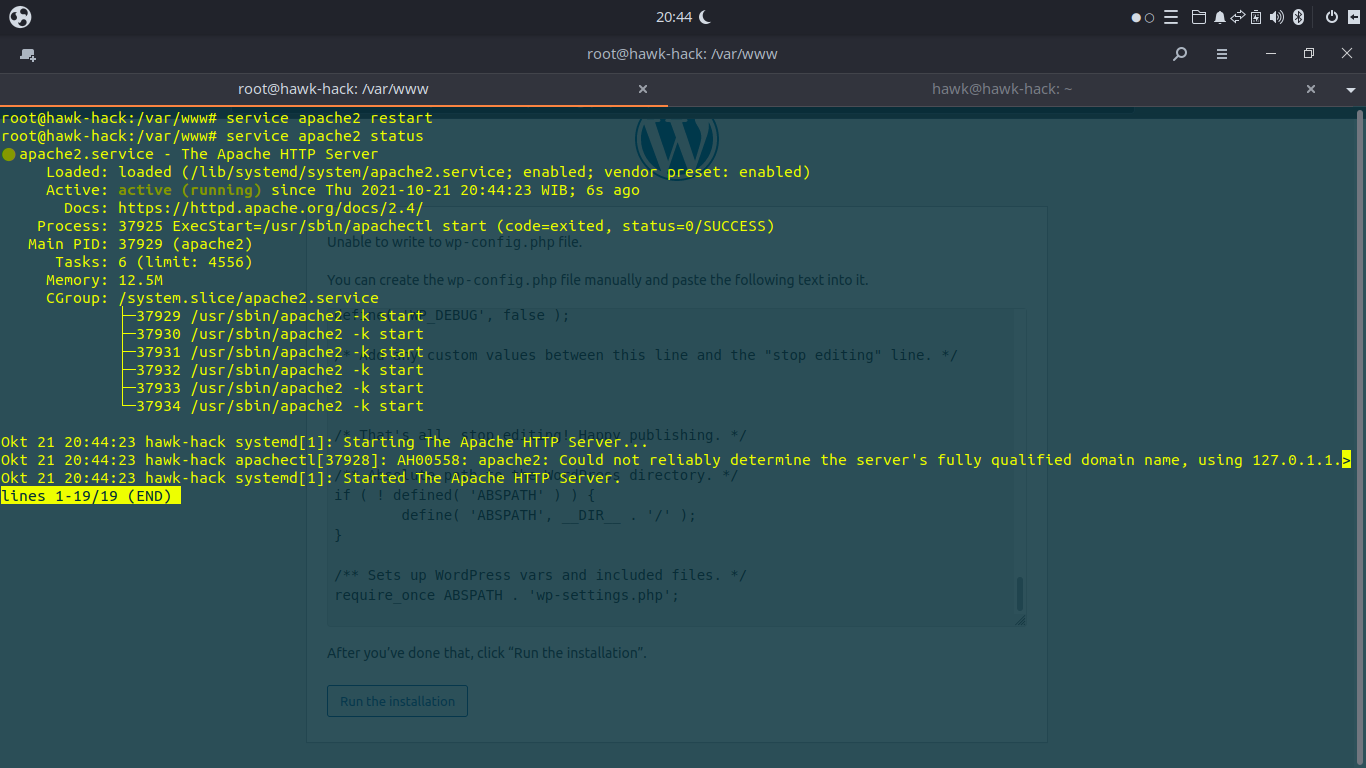 20:44
root@hawk-hack: /var/www
root@hawk-hack: /var/www
hawk@hawk-hack: ~
root@hawk-hack:/var/www# service apache2 restart
root@hawk-hack:/var/www# service apache2 status
apache2.service - The Apache HTTP Server
Loaded: loaded (/lib/systemd/system/apache2.service; enabled; vendor preset: enabled)
Active: active (running) since Thu 2021-10-21 20:44:23 WIB; 6s ago
Docs: https://httpd.apache.org/docs/2.4/
Process: 37925 ExecStart=/usr/sbin/apachectl start (code=exited, status=0/SUCCESS)
Main PID: 37929 (apache2)
Tasks: 6 (limit: 4556)
Memory: 12.5M
CGroup: /system.slice/apache2.service
├─37929 /usr/sbin/apache2 -k start
├─37930 /usr/sbin/apache2 -k start
├─37931 /usr/sbin/apache2 -k start
├─37932 /usr/sbin/apache2 -k start
├─37933 /usr/sbin/apache2 -k start
└─37934 /usr/sbin/apache2 -k start
Okt 21 20:44:23 hawk-hack systemd[1]: Starting The Apache HTTP Server...
Okt 21 20:44:23 hawk-hack apachectl[37928]: AH00558: apache2: Could not reliably determine the server's fully qualified domain name, using 127.0.1.1.>
Okt 21 20:44:23 hawk-hack systemd[1]: Started The Apache HTTP Server.
lines 1-19/19 (END)
Unable to write to wp-config.php file.
You can create the wp-config.php file manually and paste the following text into it.
_DEBUG', false );
custom values between this line and the "stop editing" line. */
/* That's all, stop editing! Happy publishing. */
directory. */
if ( ! defined( 'ABSPATH' ) ) {
define( 'ABSPATH', __DIR__ . '/' );
}
/** Sets up WordPress vars and included files. */
require_once ABSPATH . 'wp-settings.php';
After you've done that, click "Run the installation".
Run the installation